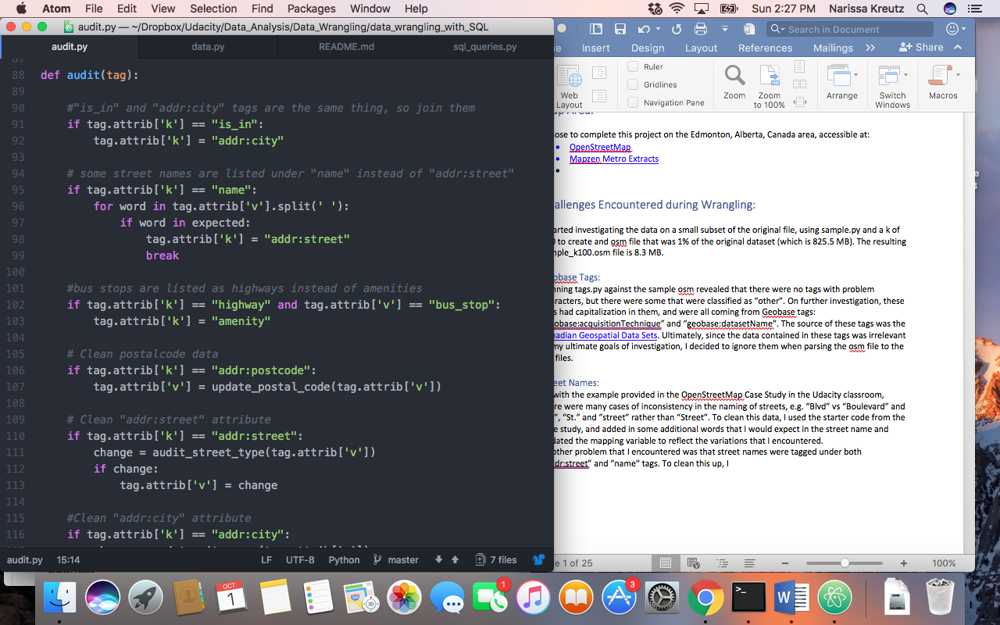 Atom File Edit View Selection Find Packages Window Help Sun 2:27 PM Narissa Kreutz
audit.py — ~/Dropbox/Udacity/Data_Analysis/Data_Wrangling/data_wrangling_with_SQL
audit.py data.py README.md sql_queries.py
87
88 def audit(tag):
89
90 #"is_in" and "addr:city" tags are the same thing, so join them
91 if tag.attrib['k'] == "is_in":
92 tag.attrib['k'] = "addr:city"
93
94 # some street names are listed under "name" instead of "addr:street"
95 if tag.attrib['k'] == "name":
96 for word in tag.attrib['v'].split(' '):
97 if word in expected:
98 tag.attrib['k'] = "addr:street"
99 break
100
101 #bus stops are listed as highways instead of amenities
102 if tag.attrib['k'] == "highway" and tag.attrib['v'] == "bus_stop":
103 tag.attrib['k'] = "amenity"
104
105 # Clean postalcode data
106 if tag.attrib['k'] == "addr:postcode":
107 tag.attrib['v'] = update_postal_code(tag.attrib['v'])
108
109 # Clean "addr:street" attribute
110 if tag.attrib['k'] == "addr:street":
111 change = audit_street_type(tag.attrib['v'])
112 if change:
113 tag.attrib['v'] = change
114
115 #Clean "addr:city" attribute
116 if tag.attrib['k'] == "addr:city":
audit.py 15:14 LF UTF-8 Python master 7 files
Search in Document
me Insert Design Layout References Mailings >> Share
Web Layout
Ruler
Gridlines
Navigation Pane
Zoom
Zoom to 100%
Arrange
Switch Windows
Macros
ap Area:
ose to complete this project on the Edmonton, Alberta, Canada area, accessible at:
• OpenStreetMap
• Mapzen Metro Extracts
•
allenges Encountered during Wrangling:
arted investigating the data on a small subset of the original file, using sample.py and a k of
0 to create and osm file that was 1% of the original dataset (which is 825.5 MB). The resulting
mple_k100.osm file is 8.3 MB.
obase Tags:
nning tags.py against the sample osm revealed that there were no tags with problem
aracters, but there were some that were classified as “other”. On further investigation, these
s had capitalization in them, and were all coming from Geobase tags:
eobase:acquisitionTechnique” and “geobase:datasetName”. The source of these tags was the
nadian Geospatial Data Sets. Ultimately, since the data contained in these tags was irrelevant
my ultimate goals of investigation, I decided to ignore them when parsing the osm file to the
files.
eet Names:
with the example provided in the OpenStreetMap Case Study in the Udacity classroom,
re were many cases of inconsistency in the naming of streets, e.g. “Blvd” vs “Boulevard” and
”, “St.” and “street” rather than “Street”. To clean this data, I used the starter code from the
e study, and added in some additional words that I would expect in the street name and
dated the mapping variable to reflect the variations that I encountered.
other problem that I encountered was that street names were tagged under both
ddr:street” and “name” tags. To clean this up, I
e 1 of 25 100%
OCT
1
3D
1
3